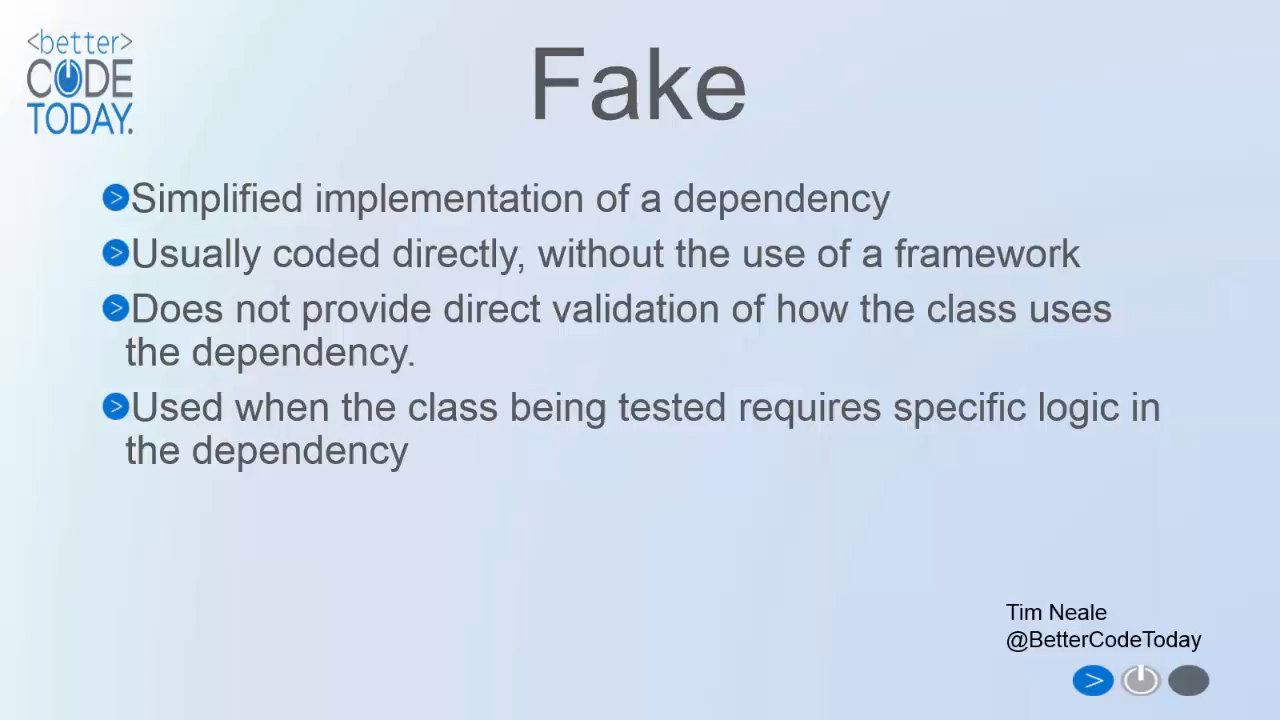 <better>
CODE
TODAY.
Fake
Simplified implementation of a dependency
Usually coded directly, without the use of a framework
Does not provide direct validation of how the class uses
the dependency.
Used when the class being tested requires specific logic in
the dependency
Tim Neale
@BetterCodeToday